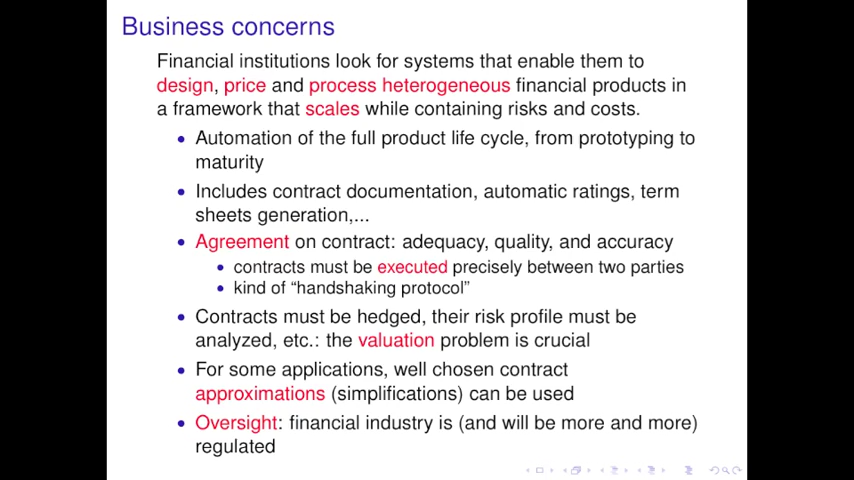 Business concerns
Financial institutions look for systems that enable them to
design, price and process heterogeneous financial products in
a framework that scales while containing risks and costs.
• Automation of the full product life cycle, from prototyping to
maturity
• Includes contract documentation, automatic ratings, term
sheets generation,...
• Agreement on contract: adequacy, quality, and accuracy
• contracts must be executed precisely between two parties
• kind of “handshaking protocol”
• Contracts must be hedged, their risk profile must be
analyzed, etc.: the valuation problem is crucial
• For some applications, well chosen contract
approximations (simplifications) can be used
• Oversight: financial industry is (and will be more and more)
regulated